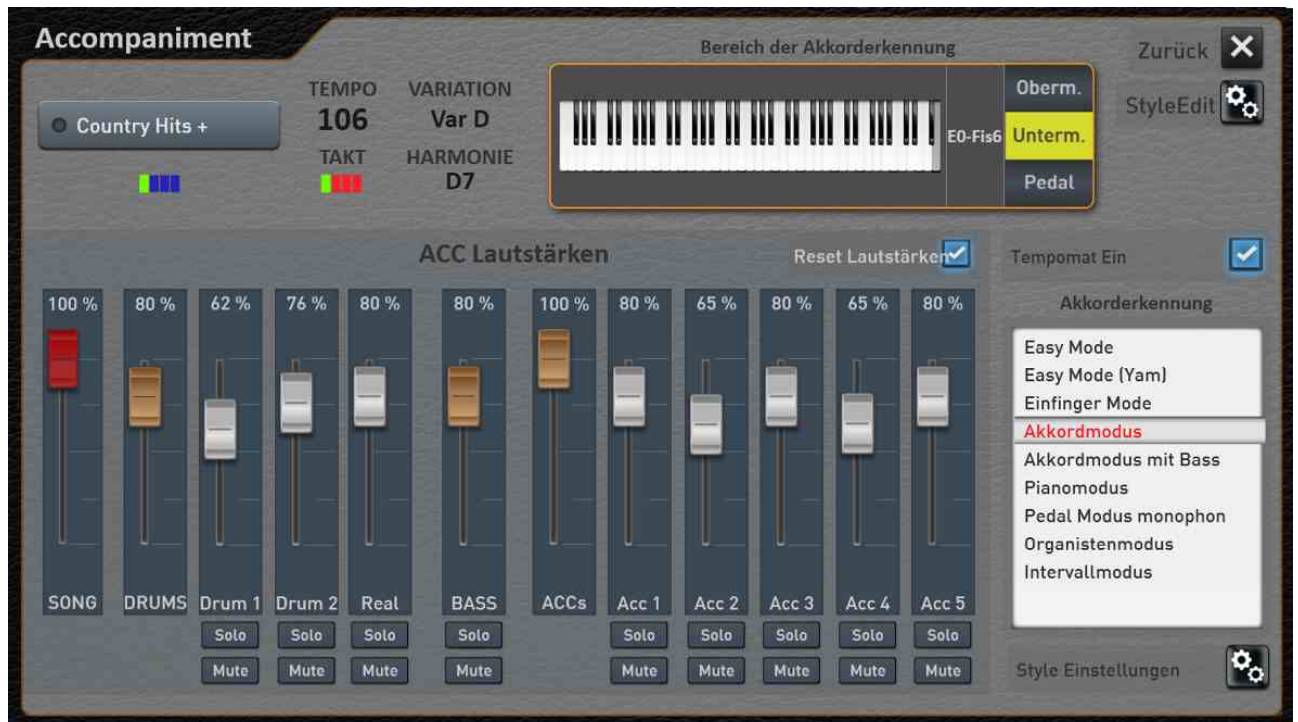 Accompaniment
Bereich der Akkorderkennung
Zurück
Country Hits +
TEMPO
106
VARIATION
Var D
TAKT
HARMONIE
D7
E0-Fis6
Oberm.
Unterm.
Pedal
StyleEdit
ACC Lautstärken
Reset Lautstärken
Tempomat Ein
100 % 80 % 62 % 76 % 80 % 80 % 100 % 80 % 65 % 80 % 65 % 80 %
SONG DRUMS Drum 1 Drum 2 Real BASS ACCs Acc 1 Acc 2 Acc 3 Acc 4 Acc 5
Solo Solo Solo Solo Solo Solo Solo Solo Solo
Mute Mute Mute Mute Mute Mute Mute Mute Mute
Akkorderkennung
Easy Mode
Easy Mode (Yam)
Einfinger Mode
Akkordmodus
Akkordmodus mit Bass
Pianomodus
Pedal Modus monophon
Organistenmodus
Intervallmodus
Style Einstellungen